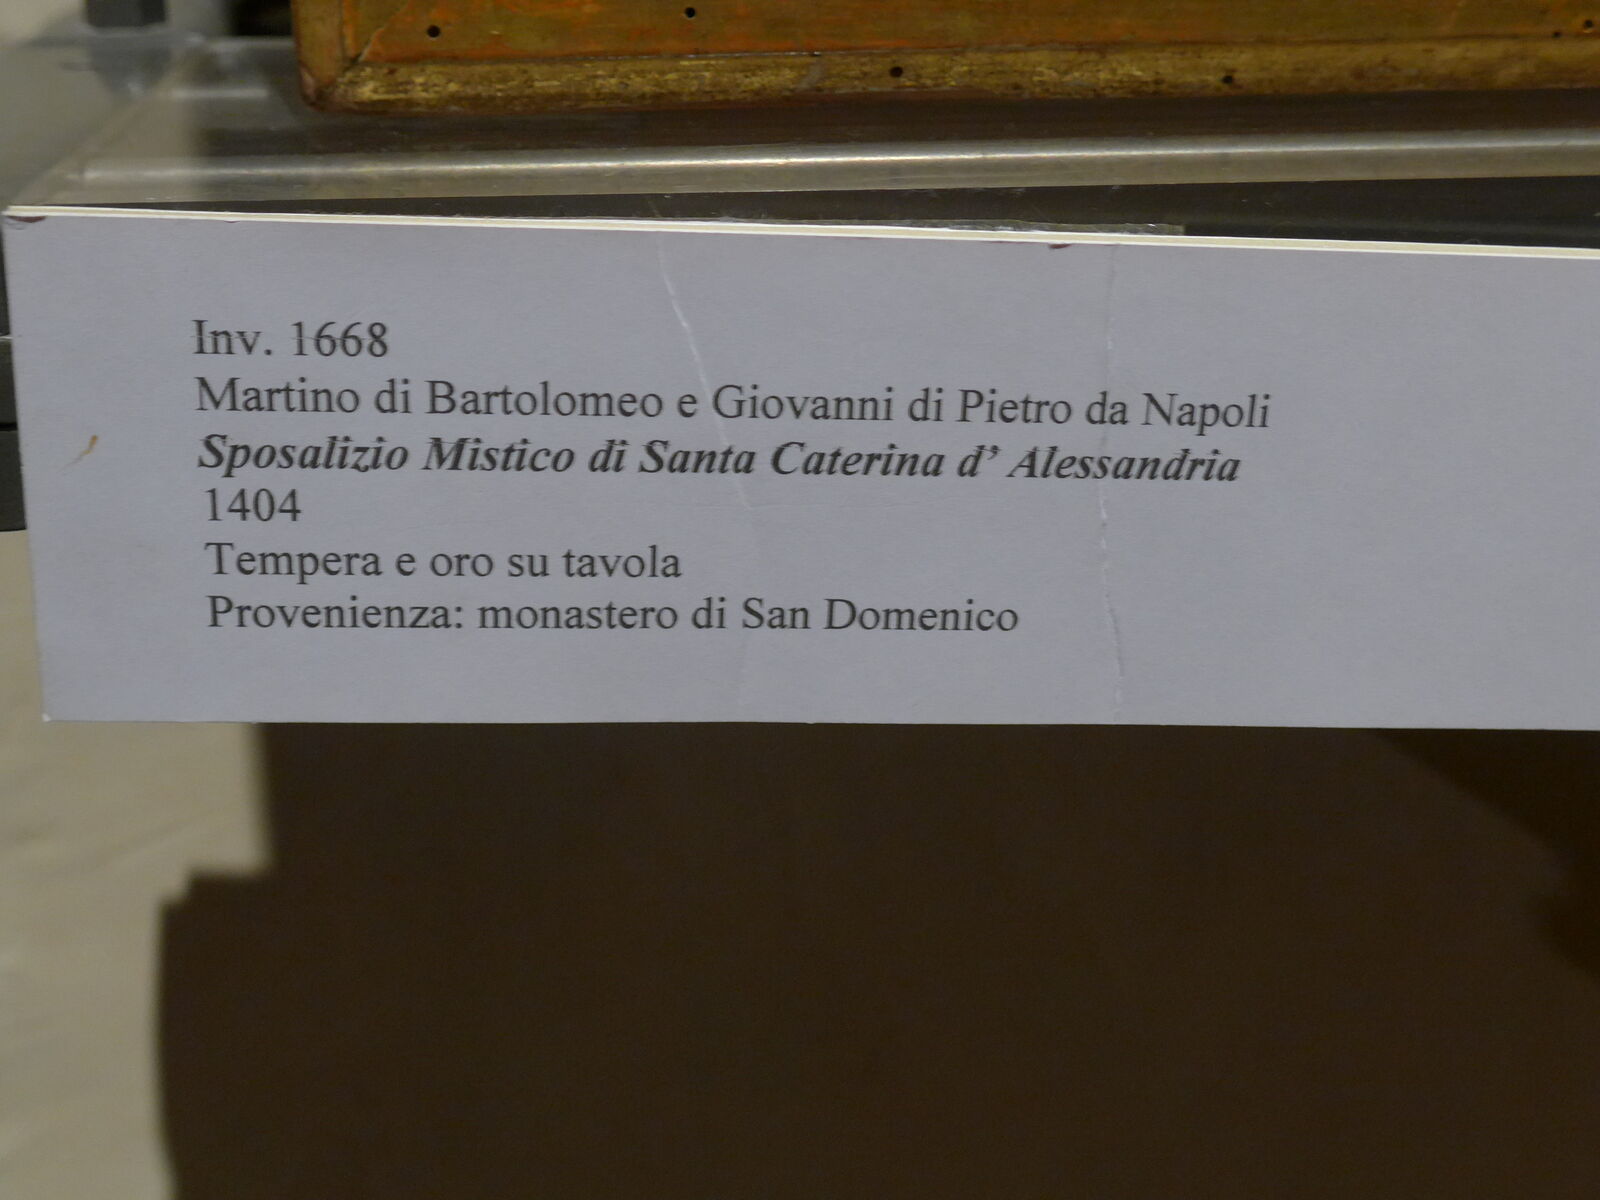 Inv. 1668
Martino di Bartolomeo e Giovanni di Pietro da Napoli
Sposalizio Mistico di Santa Caterina d’ Alessandria
1404
Tempera e oro su tavola
Provenienza: monastero di San Domenico